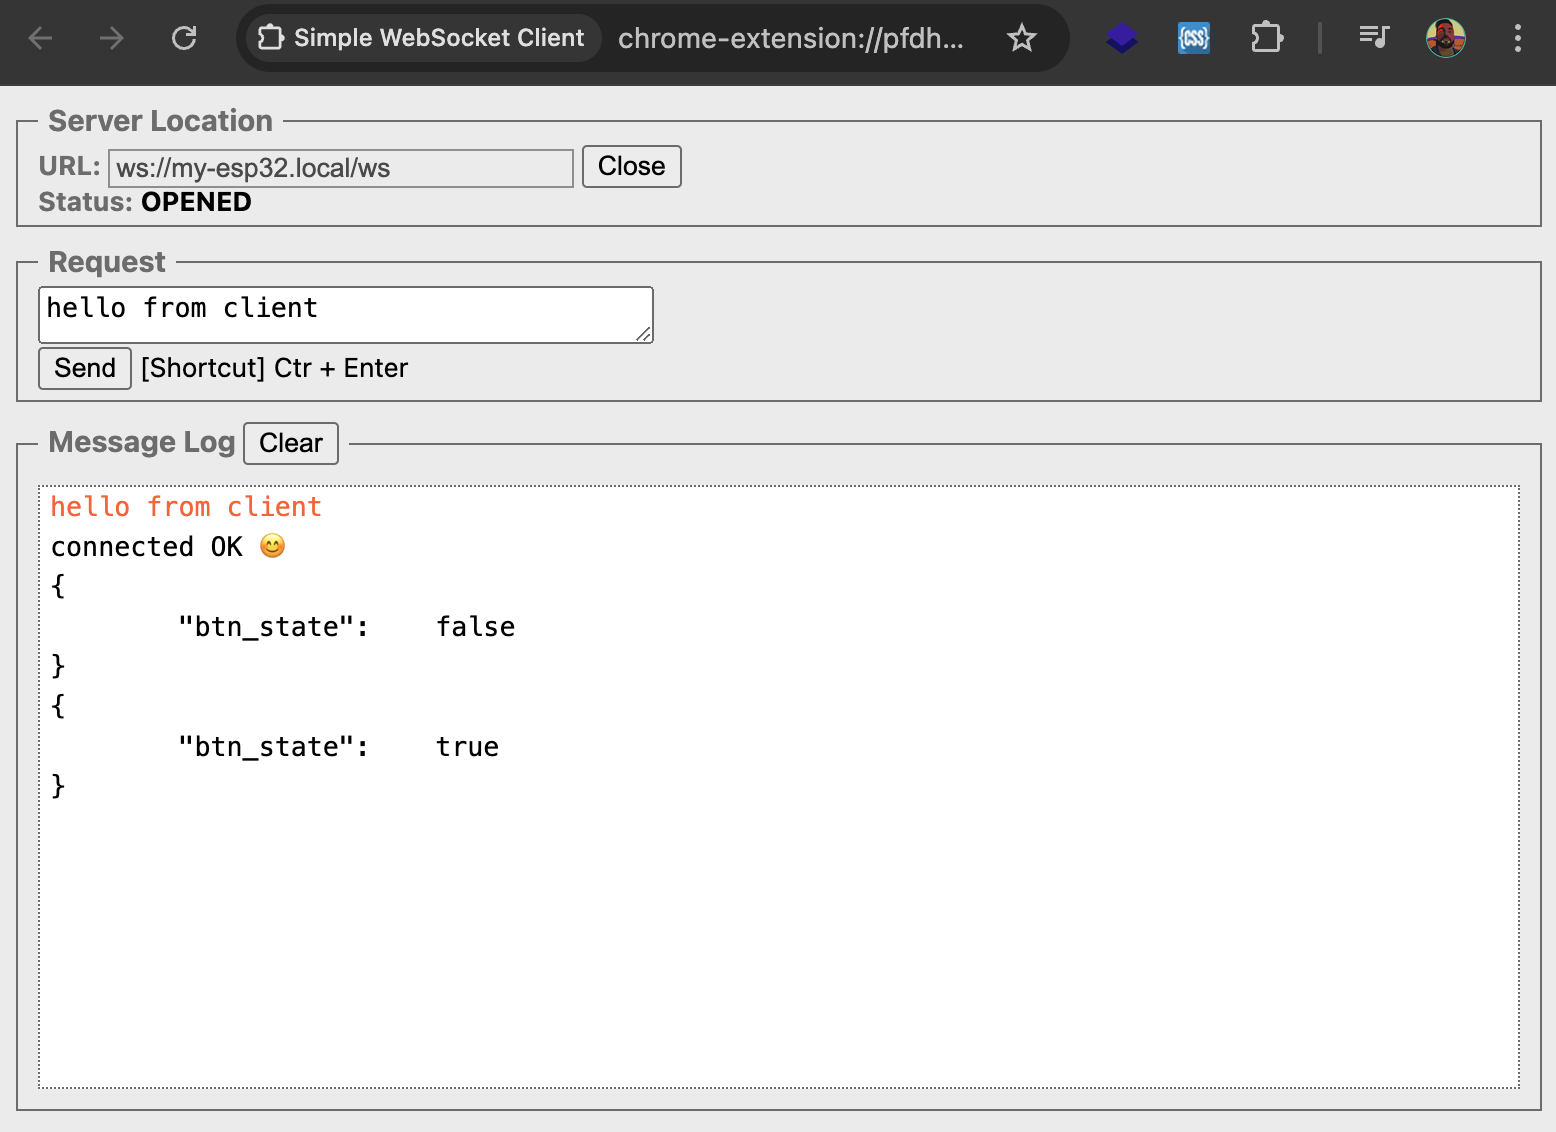 Simple WebSocket Client chrome-extension://pfdh...
{css}
Server Location
URL: ws://my-esp32.local/ws Close
Status: OPENED
Request
hello from client
Send [Shortcut] Ctr + Enter
Message Log Clear
hello from client
connected OK 😊
{
"btn_state": false
}
{
"btn_state": true
}